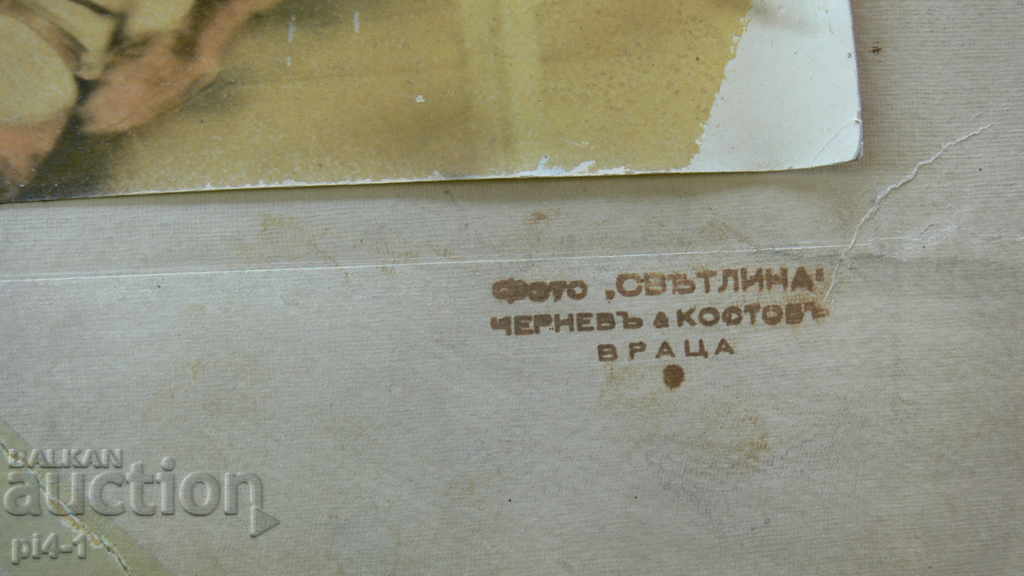 Фото „СВѢТЛИНА"
ЧЕРНЕВЪ & КОСТОВЪ
ВРАЦА
BALKAN
auction
pi4-1